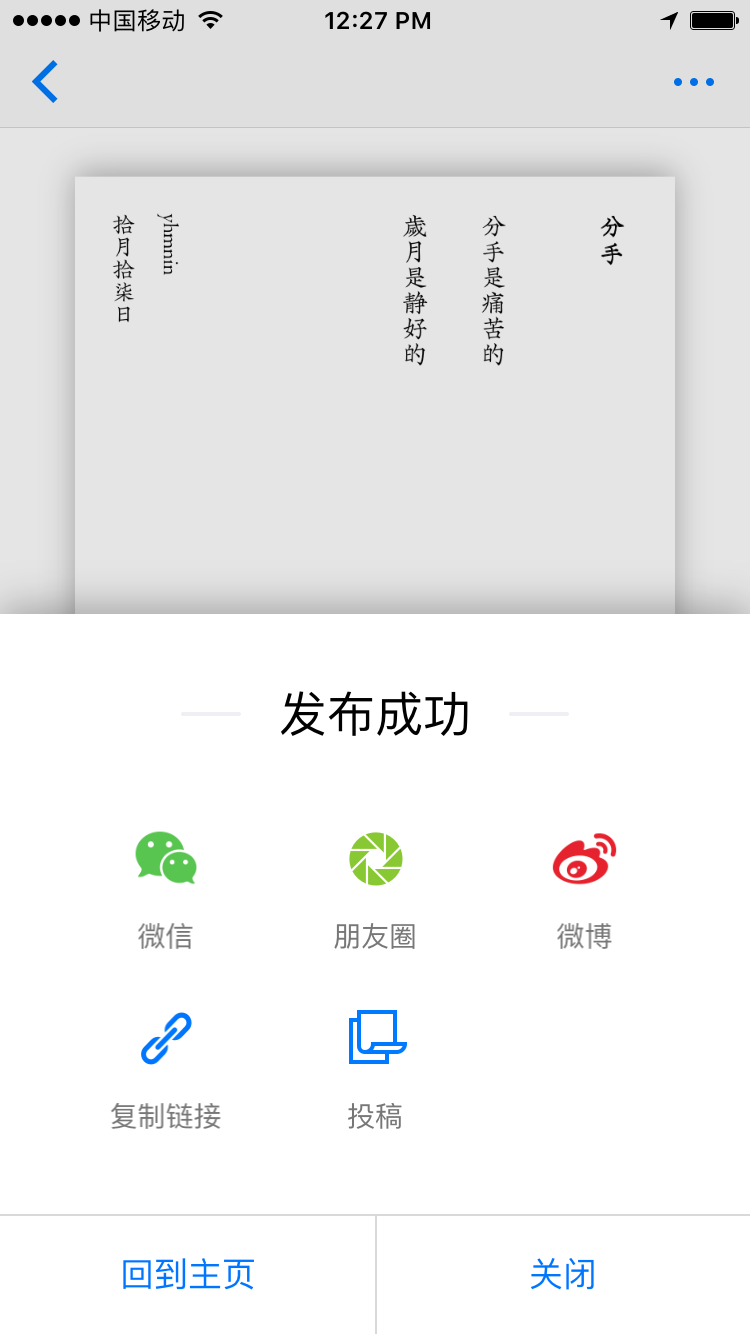 中国移动
12:27 PM
分手
分手是痛苦的
歲月是静好的
yhmnin
拾月拾柒日
发布成功
微信
朋友圈
微博
复制链接
投稿
回到主页
关闭